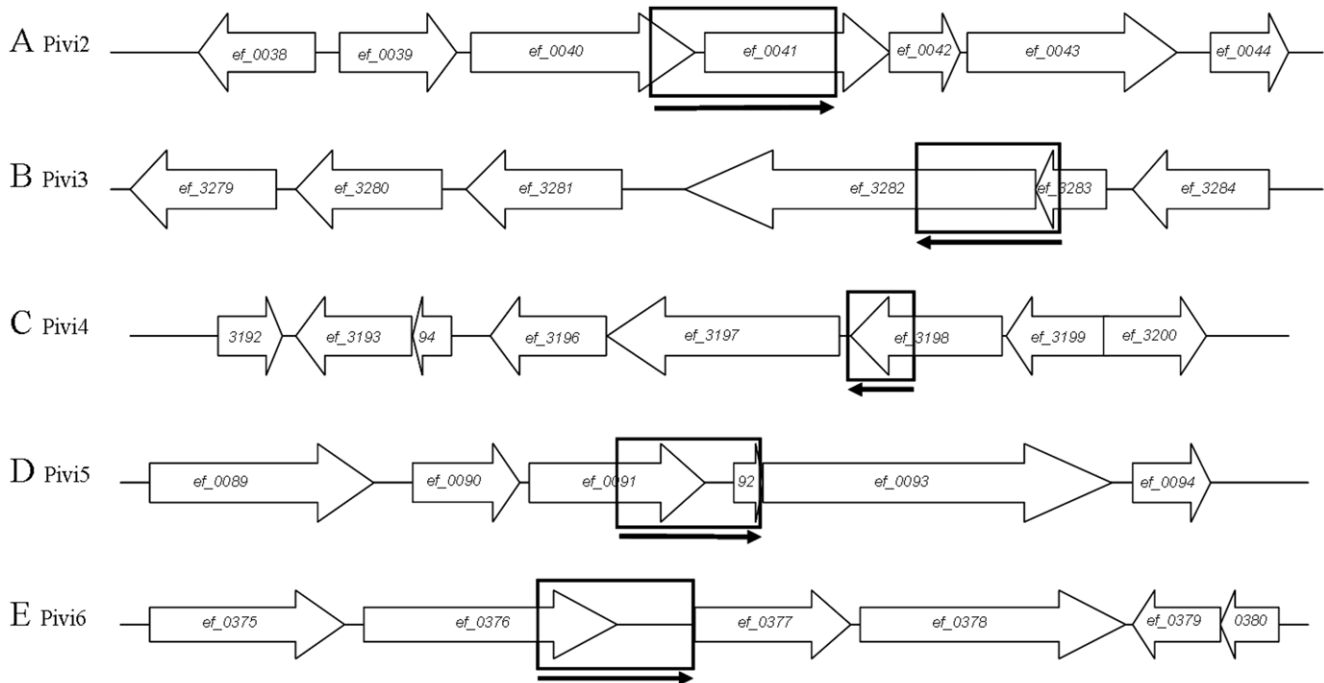 A Pivi2 ef_0038 ef_0039 ef_0040 ef_0041 ef_0042 ef_0043 ef_0044
B Pivi3 ef_3279 ef_3280 ef_3281 ef_3282 ef_3283 ef_3284
C Pivi4 3192 ef_3193 94 ef_3196 ef_3197 ef_3198 ef_3199 ef_3200
D Pivi5 ef_0089 ef_0090 ef_0091 92 ef_0093 ef_0094
E Pivi6 ef_0375 ef_0376 ef_0377 ef_0378 ef_0379 0380